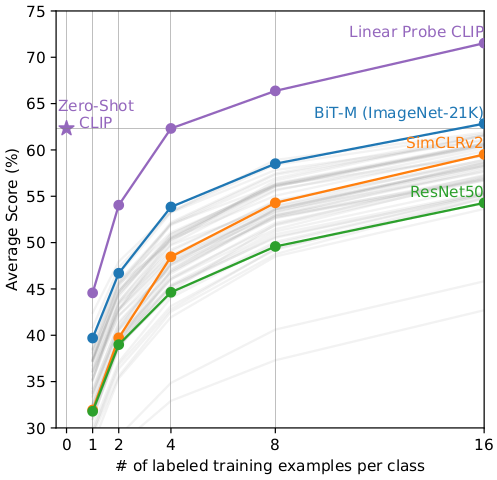 75
70
65
60
55
50
45
40
35
30
Average Score (%)
Linear Probe CLIP
Zero-Shot
CLIP
BiT-M (ImageNet-21K)
SimCLRv2
ResNet50
0 1 2 4 8 16
# of labeled training examples per class